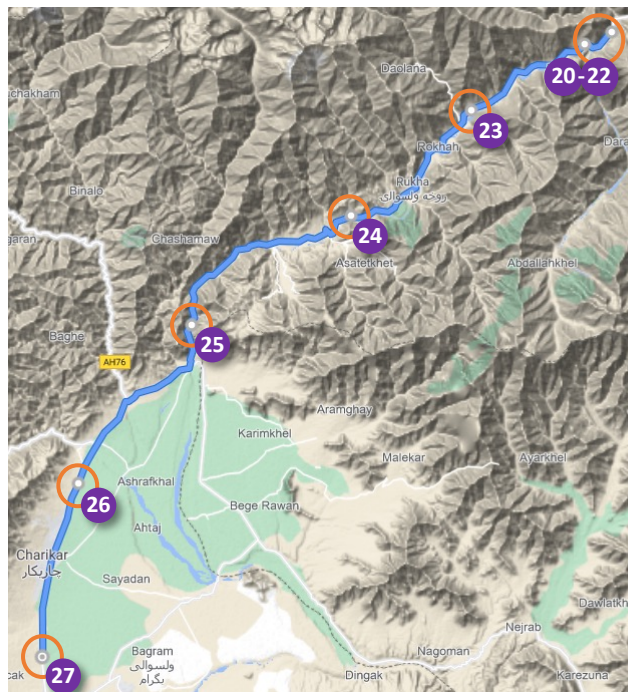 20-22
Daolana
uchakham
23
Rokhah
Dara
Binalo
Rukha
روخه ولسوالی
24
garan
Chashamaw
Asatetkhet
Abdallahkhel
25
Baghe
AH76
Aramghay
Karimkhel
Malekar
Ayarkhel
Ashrafkhal
26
Bege Rawan
Ahtaj
Charikar
چاریکار
Sayadan
Dawlatkh
Nejrab
Bagram
ولسوالی
بگرام
Nagoman
27
cak
Dingak
Karezuna